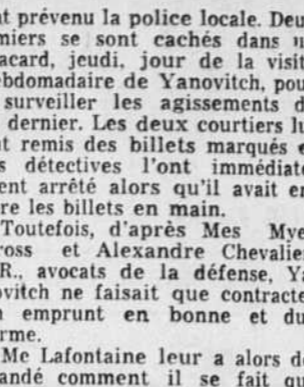 t prévenu la police locale. Deu
miers se sont cachés dans u
acard, jeudi, jour de la visit
ebdomadaire de Yanovitch, pou
surveiller les agissements d
dernier. Les deux courtiers lu
t remis des billets marqués e
s détectives l'ont immédiate
ent arrêté alors qu'il avait en
re les billets en main.
Toutefois, d'après Mes Mye
ross et Alexandre Chevalie
R., avocats de la défense, Ya
ovitch ne faisait que contracte
emprunt en bonne et du
rme.
Me Lafontaine leur a alors de
andé comment il se fait qu